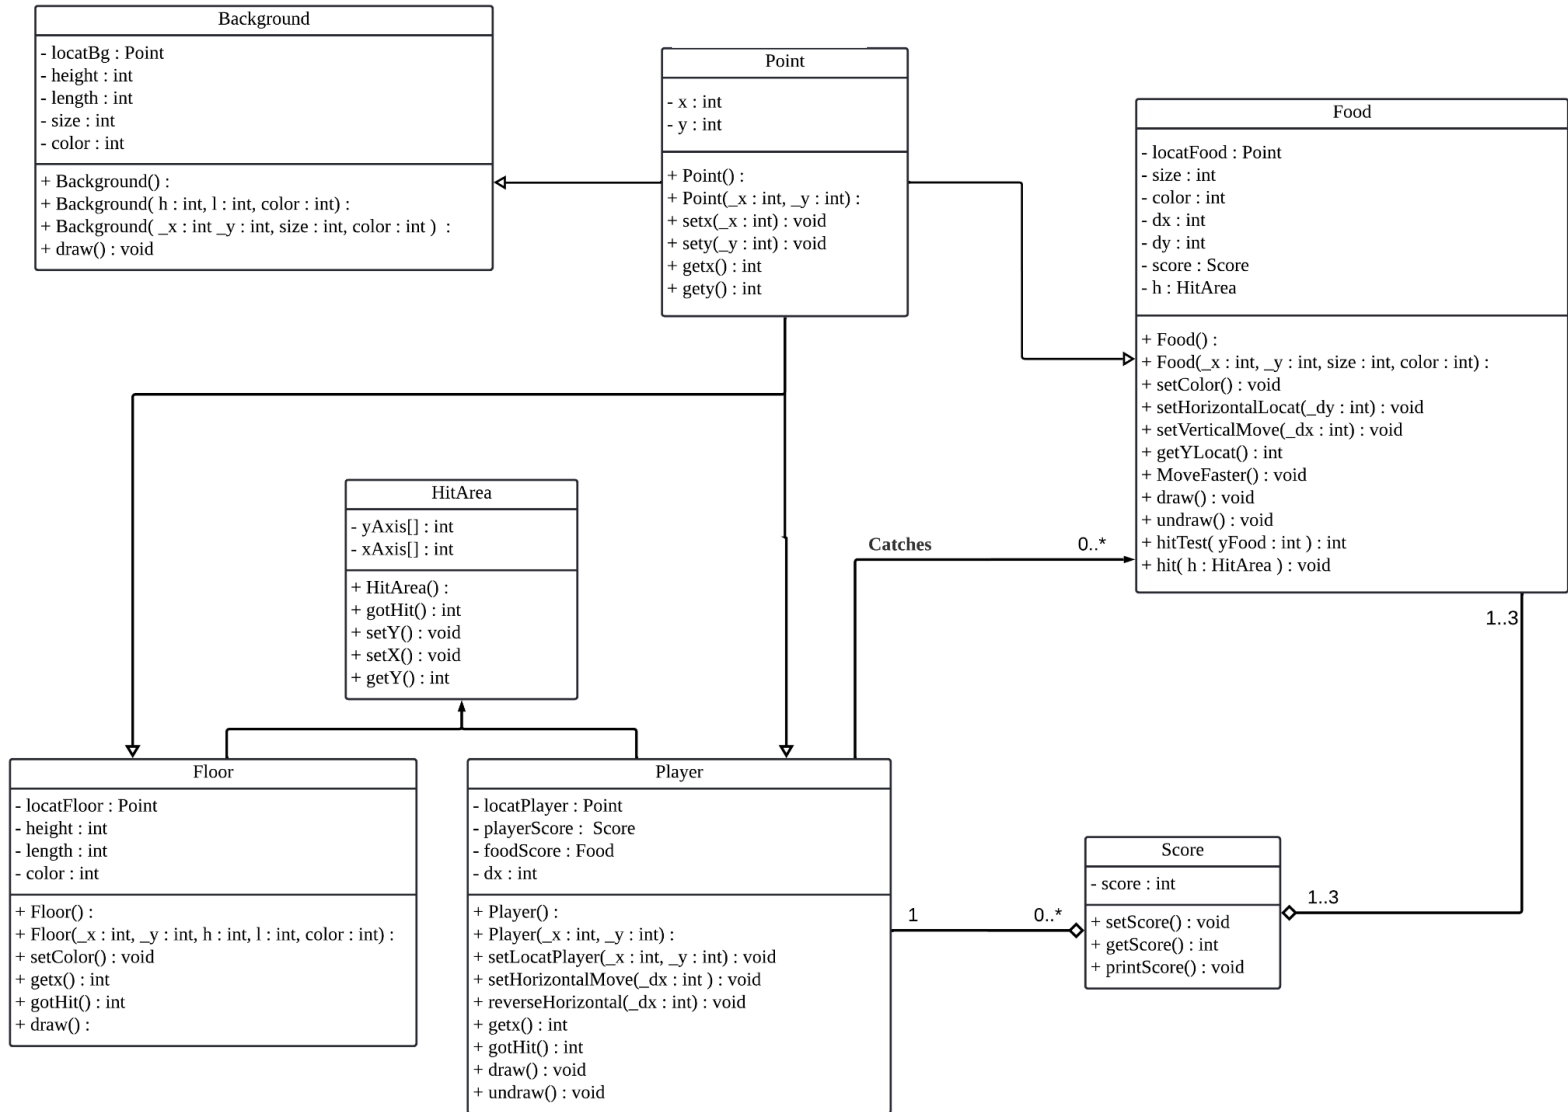 Background
- locatBg : Point
- height : int
- length : int
- size : int
- color : int
+ Background() :
+ Background( h : int, l : int, color : int) :
+ Background( _x : int _y : int, size : int, color : int )  :
+ draw() : void
Point
- x : int
- y : int
+ Point() :
+ Point(_x : int, _y : int) :
+ setx(_x : int) : void
+ sety(_y : int) : void
+ getx() : int
+ gety() : int
Food
- locatFood : Point
- size : int
- color : int
- dx : int
- dy : int
- score : Score
- h : HitArea
+ Food() :
+ Food(_x : int, _y : int, size : int, color : int) :
+ setColor() : void
+ setHorizontalLocat(_dy : int) : void
+ setVerticalMove(_dx : int) : void
+ getYLocat() : int
+ MoveFaster() : void
+ draw() : void
+ undraw() : void
+ hitTest( yFood : int ) : int
+ hit( h : HitArea ) : void
HitArea
- yAxis[] : int
- xAxis[] : int
+ HitArea() :
+ gotHit() : int
+ setY() : void
+ setX() : void
+ getY() : int
Catches
0..*
1..3
Floor
- locatFloor : Point
- height : int
- length : int
- color : int
+ Floor() :
+ Floor(_x : int, _y : int, h : int, l : int, color : int) :
+ setColor() : void
+ getx() : int
+ gotHit() : int
+ draw() :
Player
- locatPlayer : Point
- playerScore :  Score
- foodScore : Food
- dx : int
+ Player() :
+ Player(_x : int, _y : int) :
+ setLocatPlayer(_x : int, _y : int) : void
+ setHorizontalMove(_dx : int ) : void
+ reverseHorizontal(_dx : int) : void
+ getx() : int
+ gotHit() : int
+ draw() : void
+ undraw() : void
1
0..*
Score
- score : int
+ setScore() : void
+ getScore() : int
+ printScore() : void
1..3